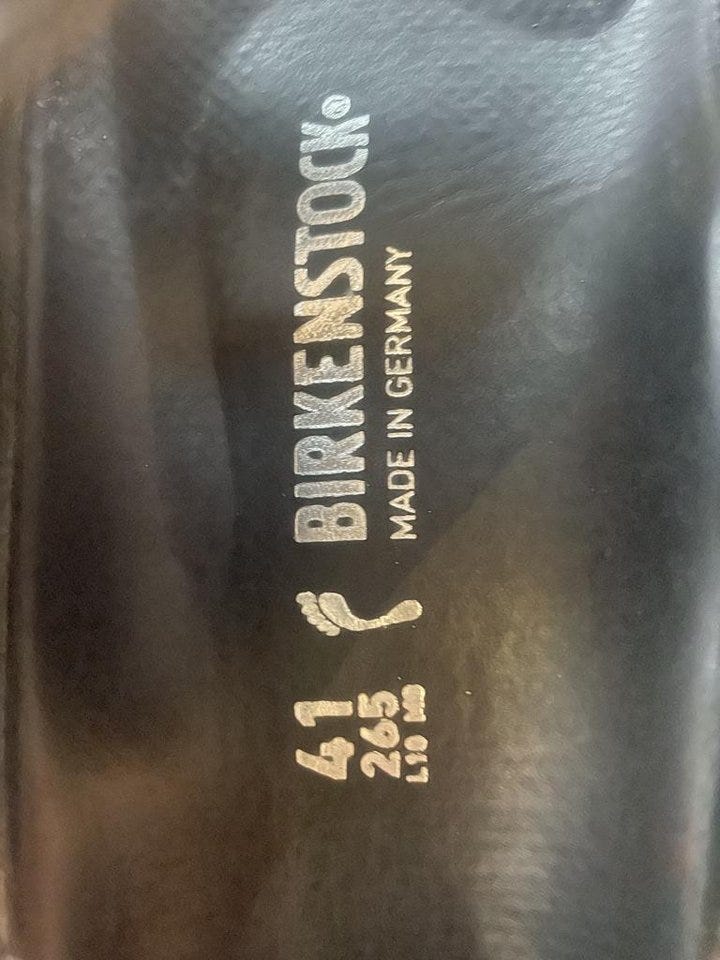 BIRKENSTOCK®
MADE IN GERMANY
41
265
L10 M8